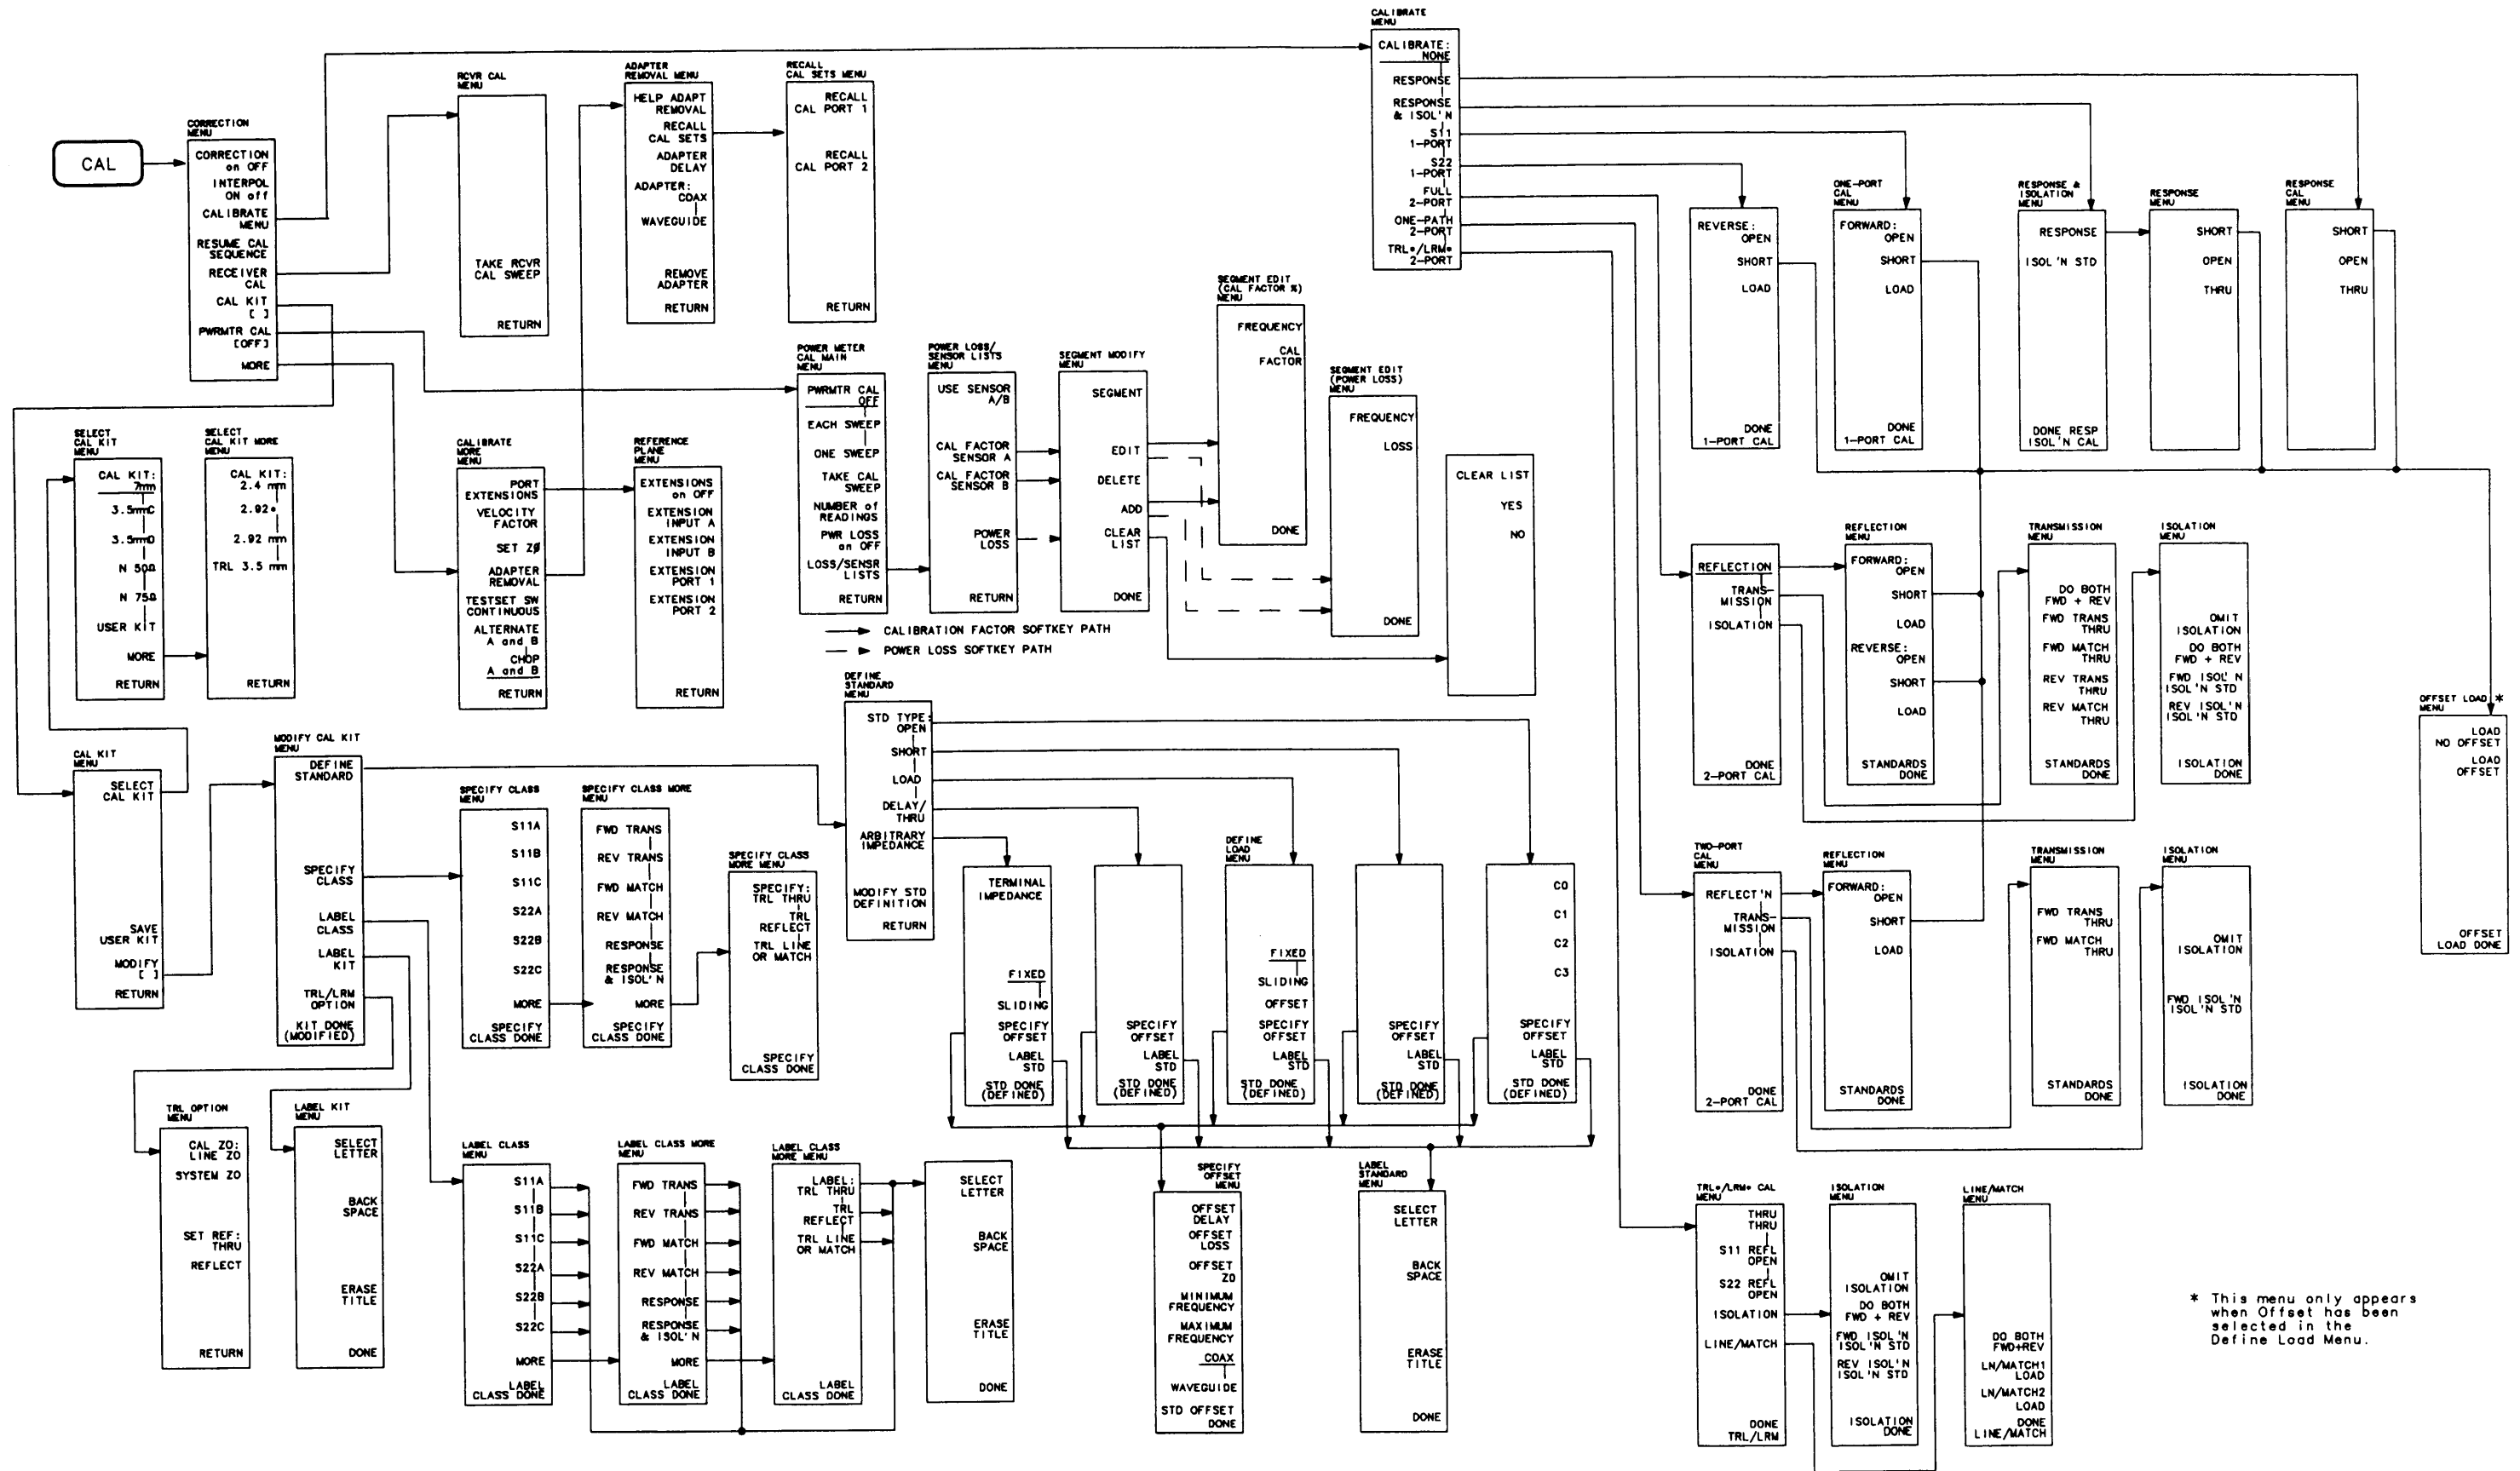 CAL
CORRECTION
MENU
CORRECTION
on OFF
INTERPOL
ON off
CALIBRATE
MENU
RESUME CAL
SEQUENCE
RECEIVER
CAL
CAL KIT
[ ]
PWRMTR CAL
[OFF]
MORE
RCVR CAL
MENU
TAKE RCVR
CAL SWEEP
RETURN
ADAPTER
REMOVAL MENU
HELP ADAPT
REMOVAL
RECALL
CAL SETS
ADAPTER
DELAY
ADAPTER:
COAX
WAVEGUIDE
REMOVE
ADAPTER
RETURN
RECALL
CAL SETS MENU
RECALL
CAL PORT 1
RECALL
CAL PORT 2
RETURN
CALIBRATE
MENU
CALIBRATE:
NONE
RESPONSE
RESPONSE
& ISOL'N
S11
1-PORT
S22
1-PORT
FULL
2-PORT
ONE-PATH
2-PORT
TRL*/LRM*
2-PORT
REVERSE:
OPEN
SHORT
LOAD
DONE
1-PORT CAL
ONE-PORT
CAL
MENU
FORWARD:
OPEN
SHORT
LOAD
DONE
1-PORT CAL
RESPONSE &
ISOLATION
MENU
RESPONSE
ISOL'N STD
DONE RESP
ISOL'N CAL
RESPONSE
MENU
SHORT
OPEN
THRU
RESPONSE
CAL
MENU
SHORT
OPEN
THRU
SEGMENT EDIT
(CAL FACTOR %)
MENU
FREQUENCY
CAL
FACTOR
DONE
SEGMENT EDIT
(POWER LOSS)
MENU
FREQUENCY
LOSS
DONE
POWER METER
CAL MAIN
MENU
PWRMTR CAL
OFF
EACH SWEEP
ONE SWEEP
TAKE CAL
SWEEP
NUMBER of
READINGS
PWR LOSS
on OFF
LOSS/SENSR
LISTS
RETURN
POWER LOSS/
SENSOR LISTS
MENU
USE SENSOR
A/B
CAL FACTOR
SENSOR A
CAL FACTOR
SENSOR B
POWER
LOSS
RETURN
SEGMENT MODIFY
MENU
SEGMENT
EDIT
DELETE
ADD
CLEAR
LIST
DONE
CLEAR LIST
YES
NO
CALIBRATION FACTOR SOFTKEY PATH
POWER LOSS SOFTKEY PATH
SELECT
CAL KIT
MENU
CAL KIT:
7mm
3.5mmC
3.5mmD
N 50Ω
N 75Ω
USER KIT
MORE
RETURN
SELECT
CAL KIT MORE
MENU
CAL KIT:
2.4 mm
2.92*
2.92 mm
TRL 3.5 mm
RETURN
CALIBRATE
MORE
MENU
PORT
EXTENSIONS
VELOCITY
FACTOR
SET ZØ
ADAPTER
REMOVAL
TESTSET SW
CONTINUOUS
ALTERNATE
A and B
CHOP
A and B
RETURN
REFERENCE
PLANE
MENU
EXTENSIONS
on OFF
EXTENSION
INPUT A
EXTENSION
INPUT B
EXTENSION
PORT 1
EXTENSION
PORT 2
RETURN
REFLECTION
TRANS-
MISSION
ISOLATION
DONE
2-PORT CAL
REFLECTION
MENU
FORWARD:
OPEN
SHORT
LOAD
REVERSE:
OPEN
SHORT
LOAD
STANDARDS
DONE
TRANSMISSION
MENU
DO BOTH
FWD + REV
FWD TRANS
THRU
FWD MATCH
THRU
REV TRANS
THRU
REV MATCH
THRU
STANDARDS
DONE
ISOLATION
MENU
OMIT
ISOLATION
DO BOTH
FWD + REV
FWD ISOL'N
ISOL'N STD
REV ISOL'N
ISOL'N STD
ISOLATION
DONE
OFFSET LOAD *
MENU
LOAD
NO OFFSET
LOAD
OFFSET
OFFSET
LOAD DONE
CAL KIT
MENU
SELECT
CAL KIT
SAVE
USER KIT
MODIFY
[ ]
RETURN
MODIFY CAL KIT
MENU
DEFINE
STANDARD
SPECIFY
CLASS
LABEL
CLASS
LABEL
KIT
TRL/LRM
OPTION
KIT DONE
(MODIFIED)
SPECIFY CLASS
MENU
S11A
S11B
S11C
S22A
S22B
S22C
MORE
SPECIFY
CLASS DONE
SPECIFY CLASS MORE
MENU
FWD TRANS
REV TRANS
FWD MATCH
REV MATCH
RESPONSE
RESPONSE
& ISOL'N
MORE
SPECIFY
CLASS DONE
SPECIFY CLASS
MORE MENU
SPECIFY:
TRL THRU
TRL
REFLECT
TRL LINE
OR MATCH
SPECIFY
CLASS DONE
DEFINE
STANDARD
MENU
STD TYPE:
OPEN
SHORT
LOAD
DELAY/
THRU
ARBITRARY
IMPEDANCE
MODIFY STD
DEFINITION
RETURN
TERMINAL
IMPEDANCE
FIXED
SLIDING
SPECIFY
OFFSET
LABEL
STD
STD DONE
(DEFINED)
SPECIFY
OFFSET
LABEL
STD
STD DONE
(DEFINED)
DEFINE
LOAD
MENU
FIXED
SLIDING
OFFSET
SPECIFY
OFFSET
LABEL
STD
STD DONE
(DEFINED)
SPECIFY
OFFSET
LABEL
STD
STD DONE
(DEFINED)
C0
C1
C2
C3
SPECIFY
OFFSET
LABEL
STD
STD DONE
(DEFINED)
TWO-PORT
CAL
MENU
REFLECT'N
TRANS-
MISSION
ISOLATION
DONE
2-PORT CAL
REFLECTION
MENU
FORWARD:
OPEN
SHORT
LOAD
STANDARDS
DONE
TRANSMISSION
MENU
FWD TRANS
THRU
FWD MATCH
THRU
STANDARDS
DONE
ISOLATION
MENU
OMIT
ISOLATION
FWD ISOL'N
ISOL'N STD
ISOLATION
DONE
TRL OPTION
MENU
CAL ZO:
LINE ZO
SYSTEM ZO
SET REF:
THRU
REFLECT
RETURN
LABEL KIT
MENU
SELECT
LETTER
BACK
SPACE
ERASE
TITLE
DONE
LABEL CLASS
MENU
S11A
S11B
S11C
S22A
S22B
S22C
MORE
LABEL
CLASS DONE
LABEL CLASS MORE
MENU
FWD TRANS
REV TRANS
FWD MATCH
REV MATCH
RESPONSE
RESPONSE
& ISOL'N
MORE
LABEL
CLASS DONE
LABEL CLASS
MORE MENU
LABEL:
TRL THRU
TRL
REFLECT
TRL LINE
OR MATCH
LABEL
CLASS DONE
SELECT
LETTER
BACK
SPACE
ERASE
TITLE
DONE
SPECIFY
OFFSET
MENU
OFFSET
DELAY
OFFSET
LOSS
OFFSET
ZO
MINIMUM
FREQUENCY
MAXIMUM
FREQUENCY
COAX
WAVEGUIDE
STD OFFSET
DONE
LABEL
STANDARD
MENU
SELECT
LETTER
BACK
SPACE
ERASE
TITLE
DONE
TRL*/LRM* CAL
MENU
THRU
THRU
S11 REFL
OPEN
S22 REFL
OPEN
ISOLATION
LINE/MATCH
DONE
TRL/LRM
ISOLATION
MENU
OMIT
ISOLATION
DO BOTH
FWD + REV
FWD ISOL'N
ISOL'N STD
REV ISOL'N
ISOL'N STD
ISOLATION
DONE
LINE/MATCH
MENU
DO BOTH
FWD+REV
LN/MATCH1
LOAD
LN/MATCH2
LOAD
DONE
LINE/MATCH
* This menu only appears
when Offset has been
selected in the
Define Load Menu.